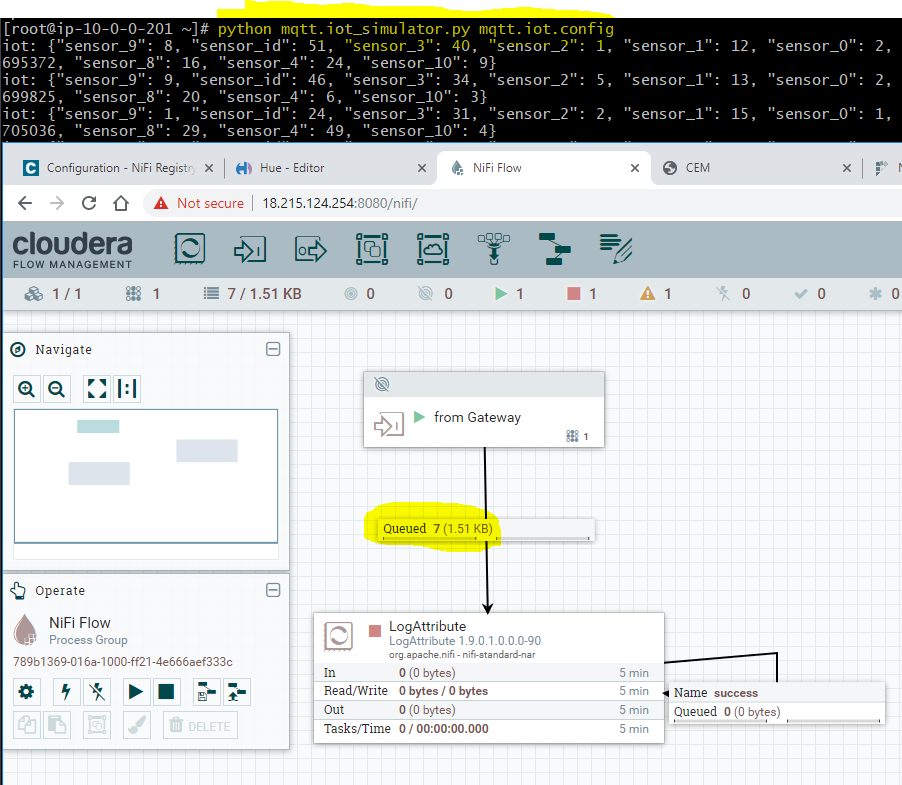 [root@ip-10-0-0-201 ~]# python mqtt.iot_simulator.py mqtt.iot.config
iot: {"sensor_9": 8, "sensor_id": 51, "sensor_3": 40, "sensor_2": 1, "sensor_1": 12, "sensor_0": 2,
695372, "sensor_8": 16, "sensor_4": 24, "sensor_10": 9}
iot: {"sensor_9": 9, "sensor_id": 46, "sensor_3": 34, "sensor_2": 5, "sensor_1": 13, "sensor_0": 2,
699825, "sensor_8": 20, "sensor_4": 6, "sensor_10": 3}
iot: {"sensor_9": 1, "sensor_id": 24, "sensor_3": 31, "sensor_2": 2, "sensor_1": 15, "sensor_0": 1,
705036, "sensor_8": 29, "sensor_4": 49, "sensor_10": 4}
Configuration - NiFi Registry
Hue - Editor
NiFi Flow
CEM
Not secure
18.215.124.254:8080/nifi/
cloudera
FLOW MANAGEMENT
1 / 1
1
7 / 1.51 KB
0
0
1
1
1
0
0
0
Navigate
Operate
NiFi Flow
Process Group
789b1369-016a-1000-ff21-4e666aef333c
DELETE
from Gateway
1
Queued 7 (1.51 KB)
LogAttribute
LogAttribute 1.9.0.1.0.0.0-90
org.apache.nifi - nifi-standard-nar
In 0 (0 bytes) 5 min
Read/Write 0 bytes / 0 bytes 5 min
Out 0 (0 bytes) 5 min
Tasks/Time 0 / 00:00:00.000 5 min
Name success
Queued 0 (0 bytes)